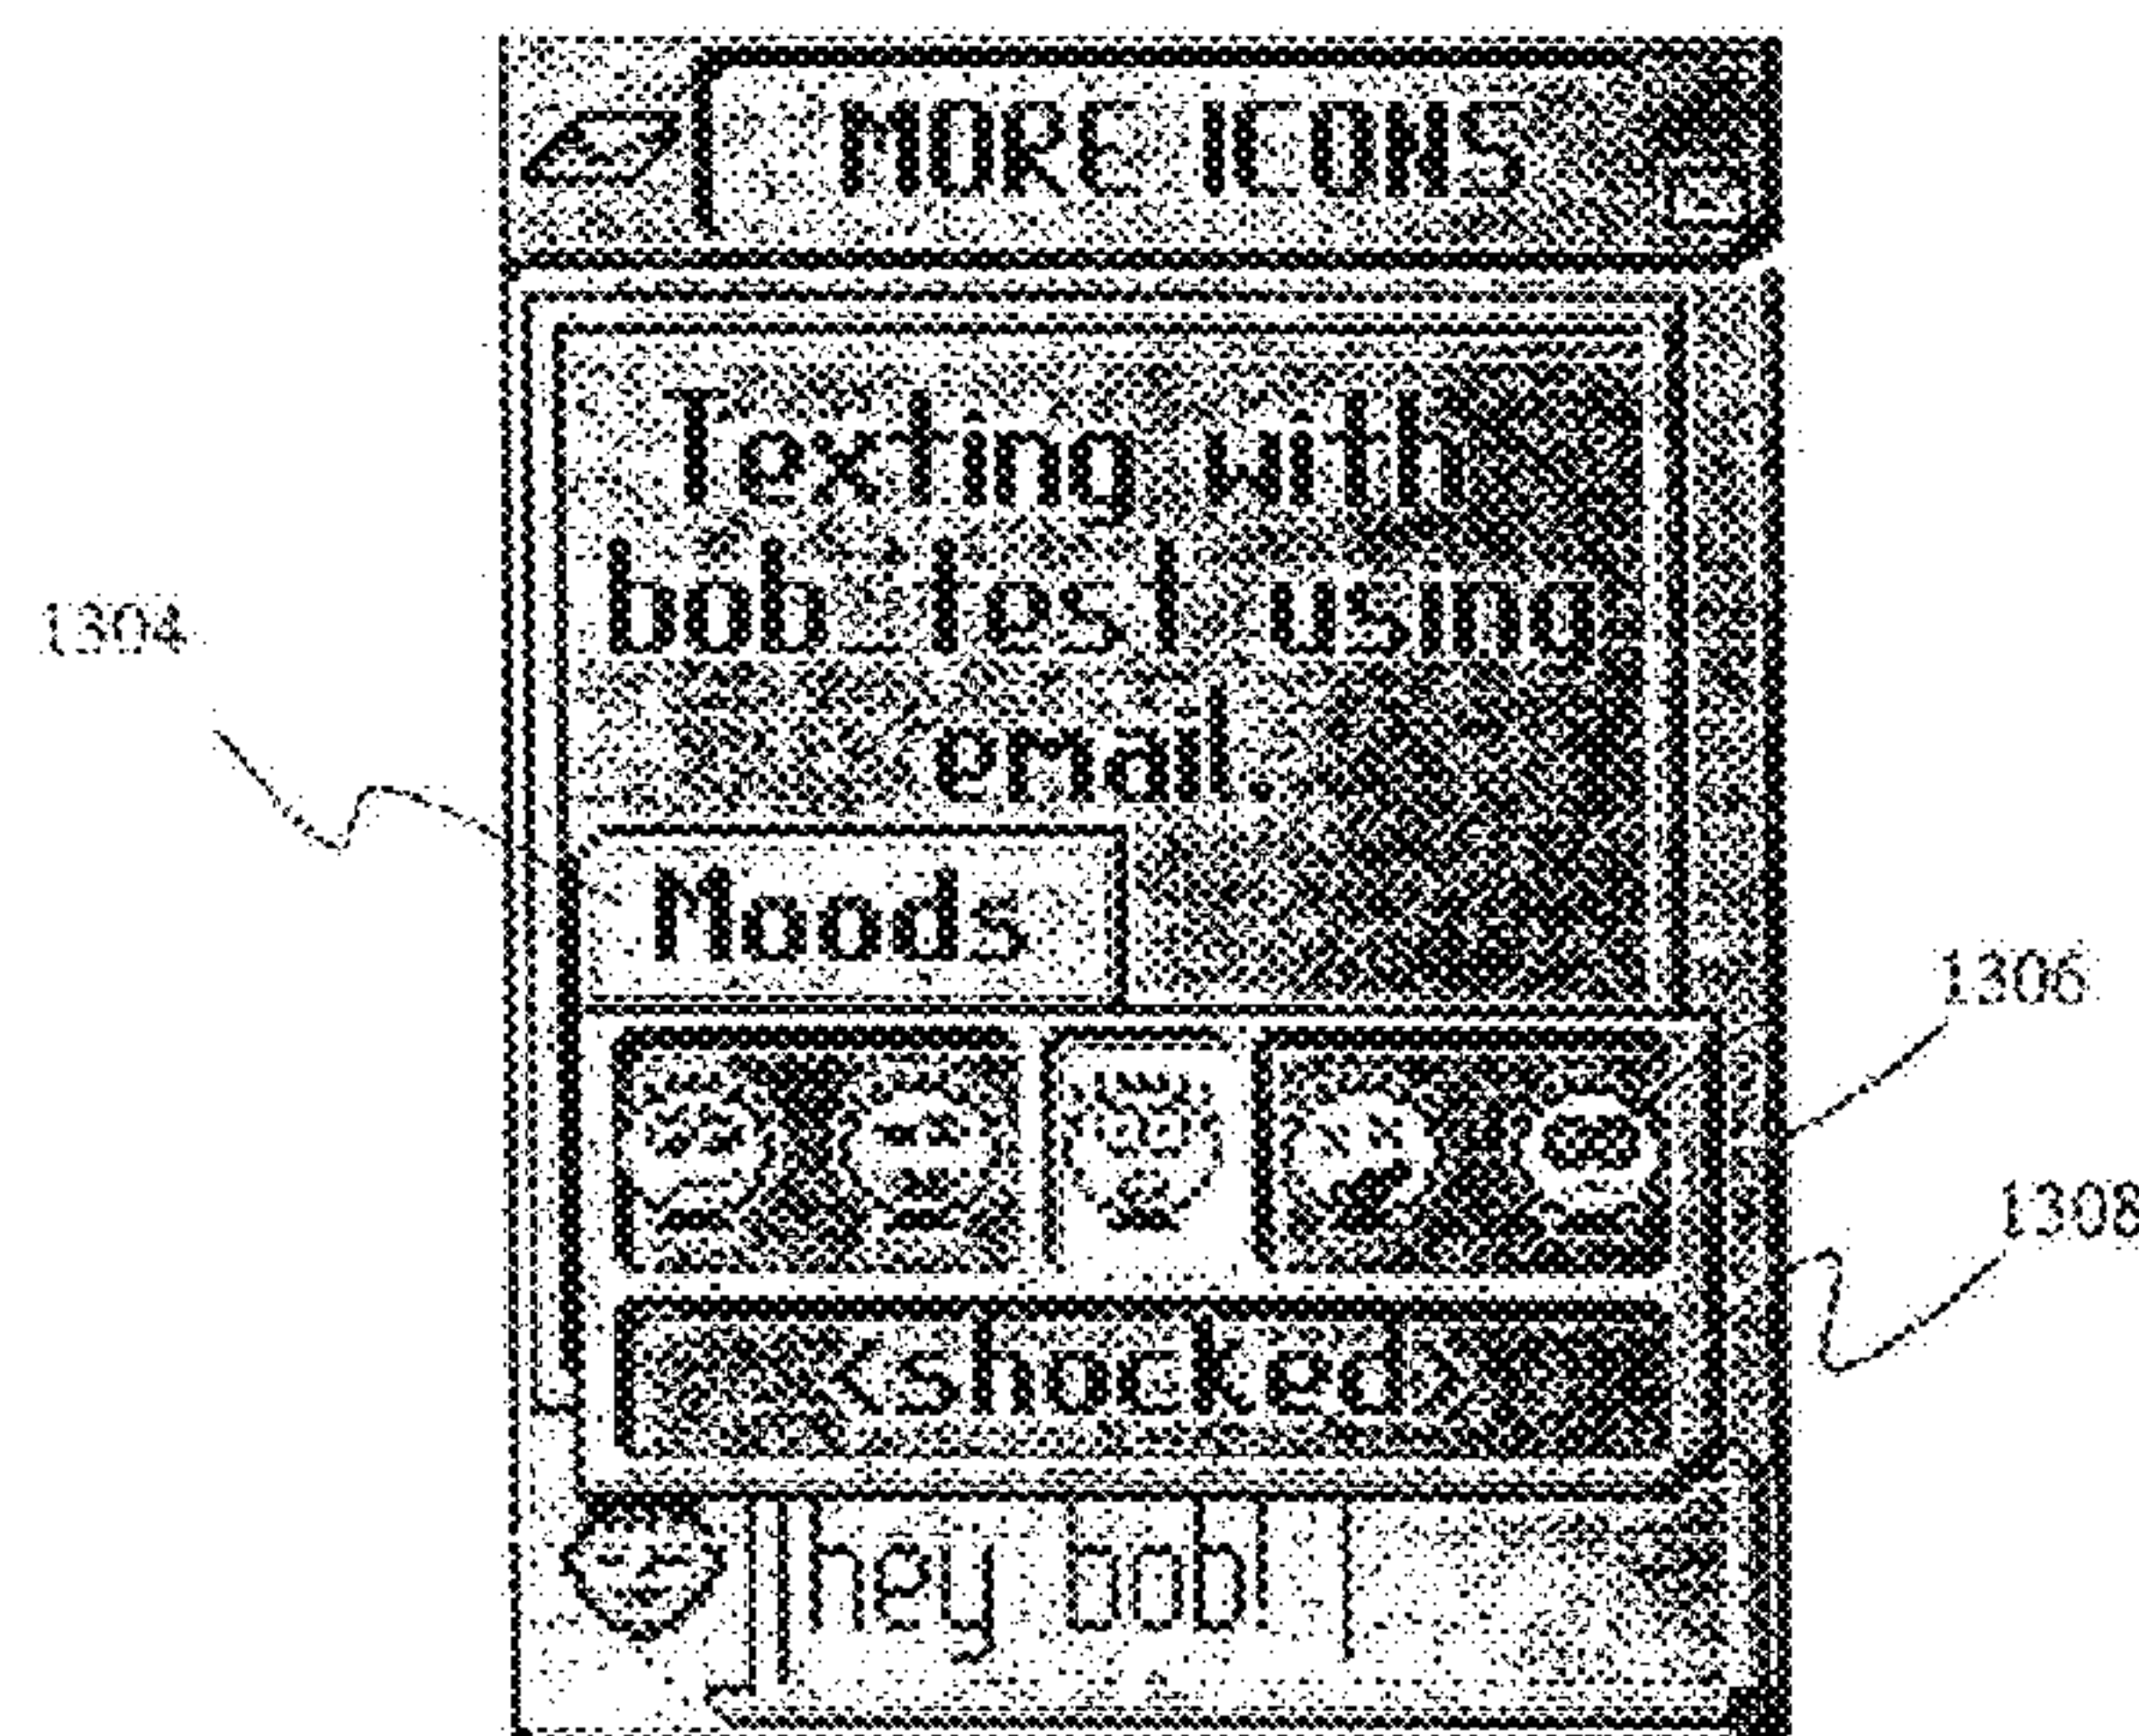 MORE ICONS
Texting with
bob_test using
email.
1304
Moods
1306
1308
<shocked>
hey bob!